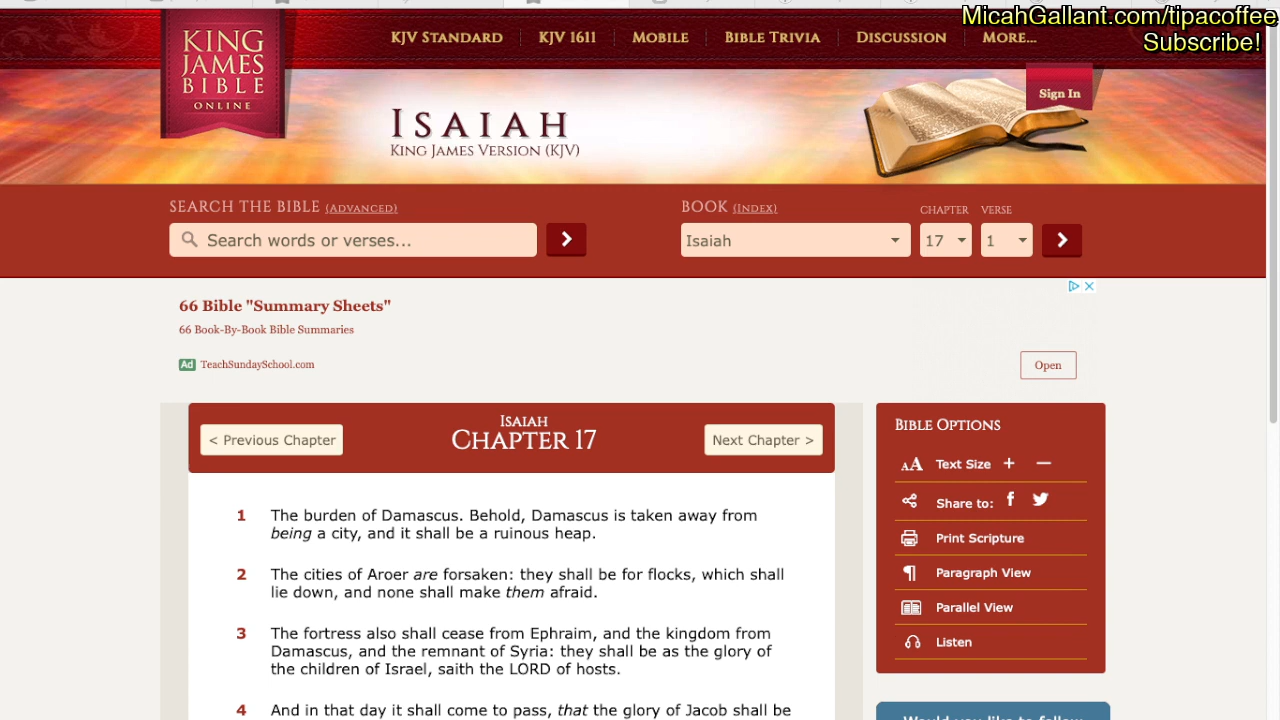 MicahGallant.com/tipacoffee
Subscribe!
KING
JAMES
BIBLE
ONLINE
KJV STANDARD
KJV 1611
MOBILE
BIBLE TRIVIA
DISCUSSION
MORE...
Sign In
ISAIAH
KING JAMES VERSION (KJV)
SEARCH THE BIBLE (ADVANCED)
BOOK (INDEX)
CHAPTER
VERSE
Search words or verses...
Isaiah
17
1
66 Bible "Summary Sheets"
66 Book-By-Book Bible Summaries
Ad TeachSundaySchool.com
Open
< Previous Chapter
ISAIAH
CHAPTER 17
Next Chapter >
1 The burden of Damascus. Behold, Damascus is taken away from
being a city, and it shall be a ruinous heap.
2 The cities of Aroer are forsaken: they shall be for flocks, which shall
lie down, and none shall make them afraid.
3 The fortress also shall cease from Ephraim, and the kingdom from
Damascus, and the remnant of Syria: they shall be as the glory of
the children of Israel, saith the LORD of hosts.
4 And in that day it shall come to pass, that the glory of Jacob shall be
BIBLE OPTIONS
AA Text Size + −
Share to:
Print Scripture
Paragraph View
Parallel View
Listen
Would you like to follow